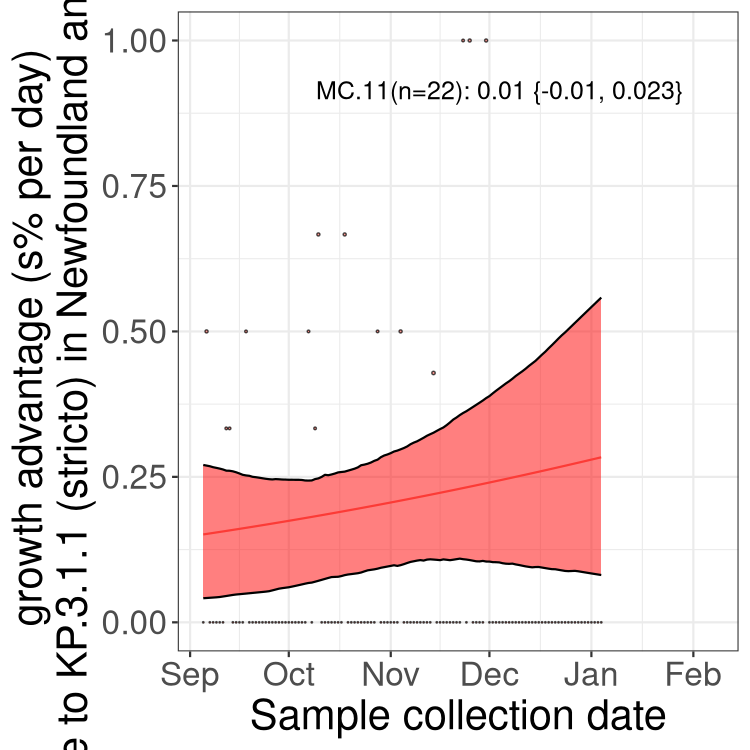 growth advantage (s% per day)
e to KP.3.1.1 (stricto) in Newfoundland an
1.00
0.75
0.50
0.25
0.00
MC.11(n=22): 0.01 {-0.01, 0.023}
Sep Oct Nov Dec Jan Feb
Sample collection date